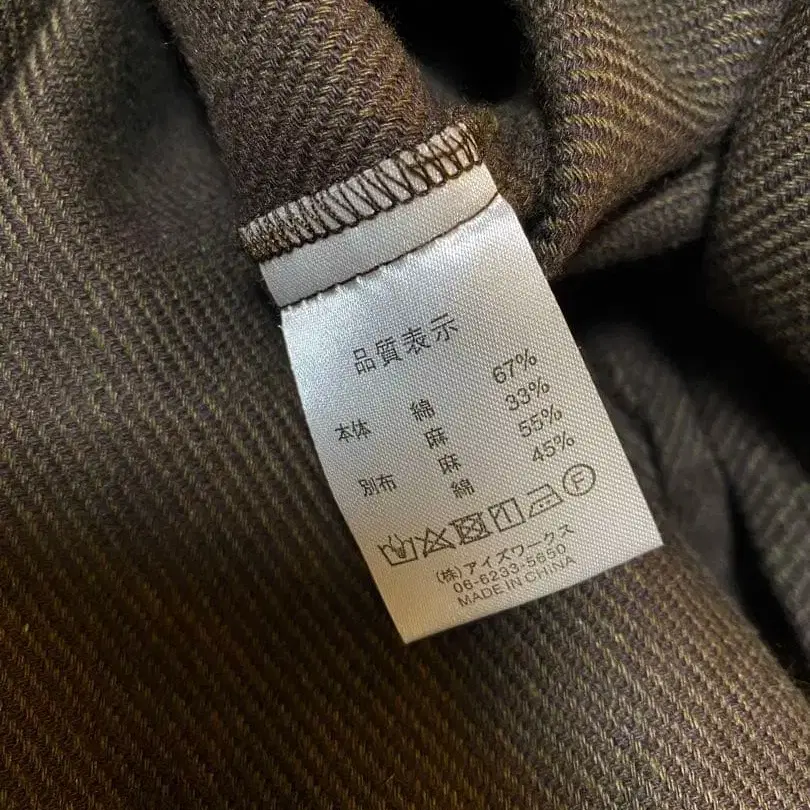 品質表示
本体 綿 67%
麻 33%
別布 麻 55%
綿 45%
F
(株)アイズワークス
06-6233-5650
MADE IN CHINA